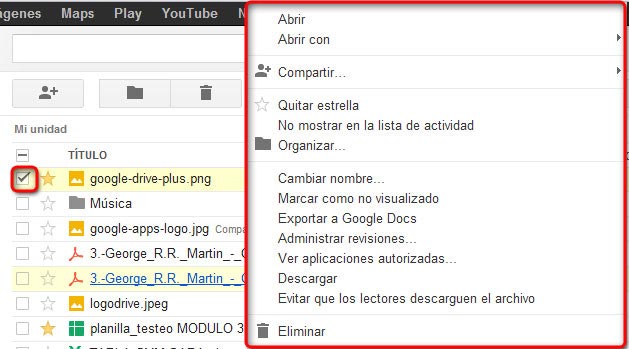 ágenes Maps Play YouTube N
Mi unidad
TÍTULO
google-drive-plus.png
Música
google-apps-logo.jpg Compa
3.-George_R.R._Martin_-_C
3.-George_R.R._Martin_-_C
logodrive.jpeg
planilla_testeo MODULO 3
Abrir
Abrir con
Compartir...
Quitar estrella
No mostrar en la lista de actividad
Organizar...
Cambiar nombre...
Marcar como no visualizado
Exportar a Google Docs
Administrar revisiones...
Ver aplicaciones autorizadas...
Descargar
Evitar que los lectores descarguen el archivo
Eliminar